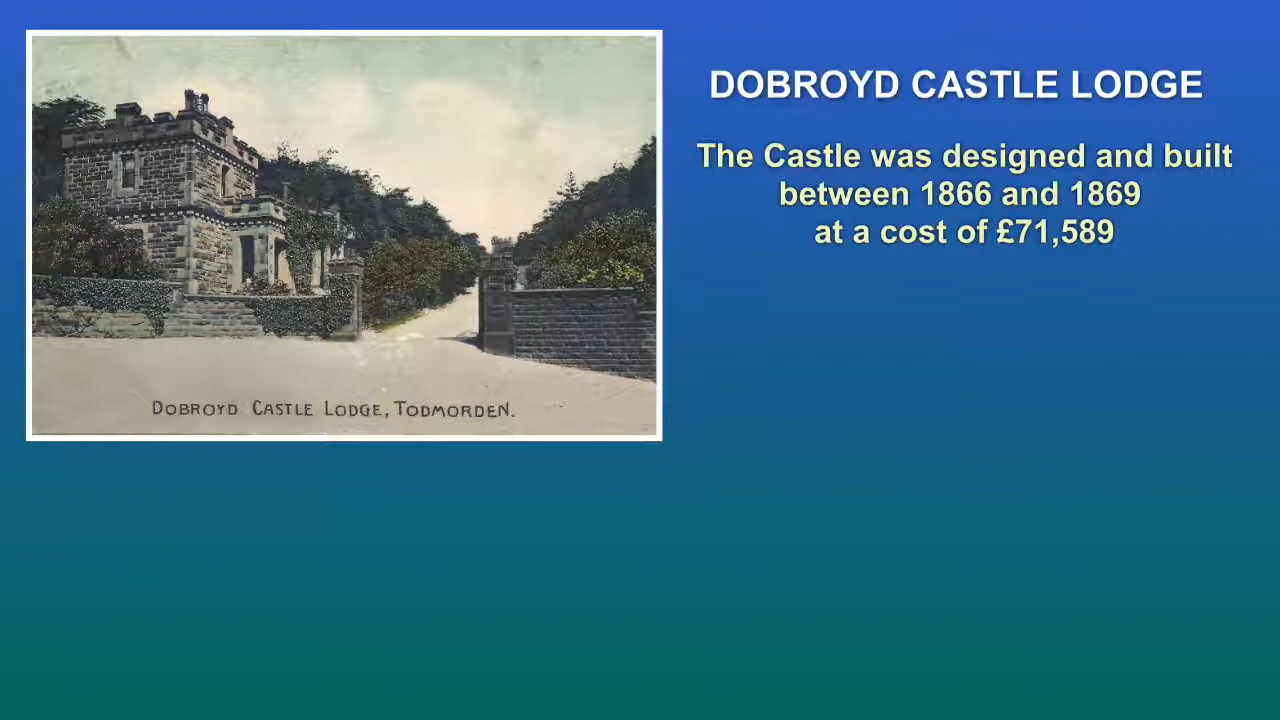 DOBROYD CASTLE LODGE
The Castle was designed and built
between 1866 and 1869
at a cost of £71,589
DOBROYD CASTLE LODGE, TODMORDEN.